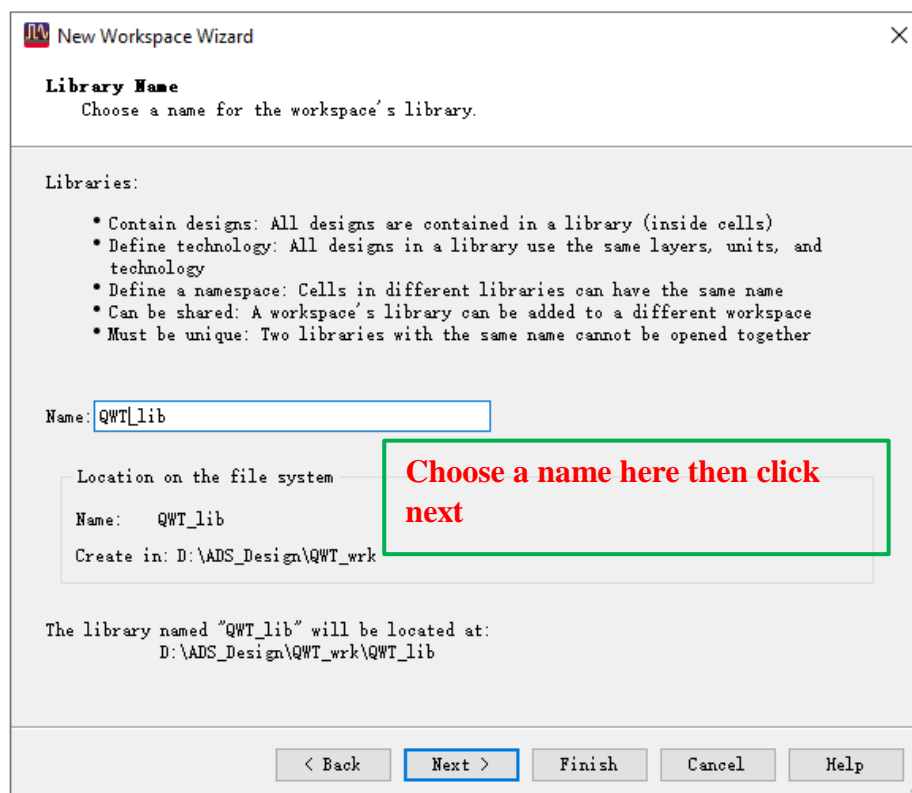 New Workspace Wizard
Library Name
Choose a name for the workspace's library.
Libraries:
• Contain designs: All designs are contained in a library (inside cells)
• Define technology: All designs in a library use the same layers, units, and
technology
• Define a namespace: Cells in different libraries can have the same name
• Can be shared: A workspace's library can be added to a different workspace
• Must be unique: Two libraries with the same name cannot be opened together
Name: QWT_lib
Choose a name here then click
next
Location on the file system
Name: QWT_lib
Create in: D:\ADS_Design\QWT_wrk
The library named "QWT_lib" will be located at:
D:\ADS_Design\QWT_wrk\QWT_lib
< Back Next > Finish Cancel Help